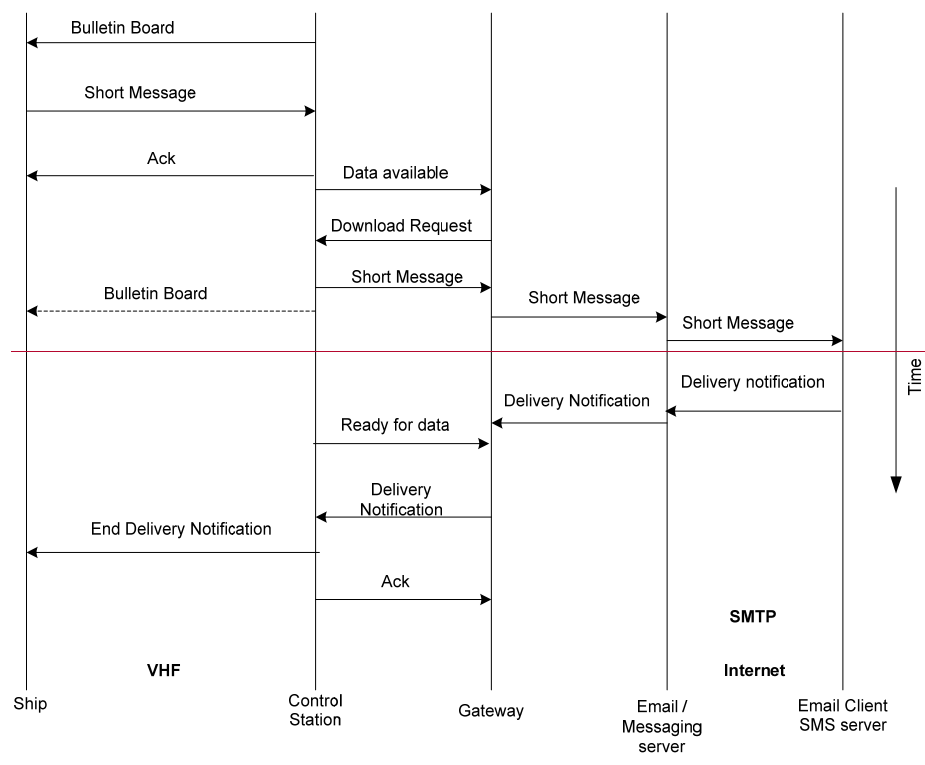 Bulletin Board
Short Message
Ack
Data available
Download Request
Short Message
Bulletin Board
Short Message
Short Message
Time
Delivery notification
Delivery Notification
Ready for data
Delivery
Notification
End Delivery Notification
Ack
SMTP
VHF
Internet
Ship
Control
Station
Gateway
Email /
Messaging
server
Email Client
SMS server